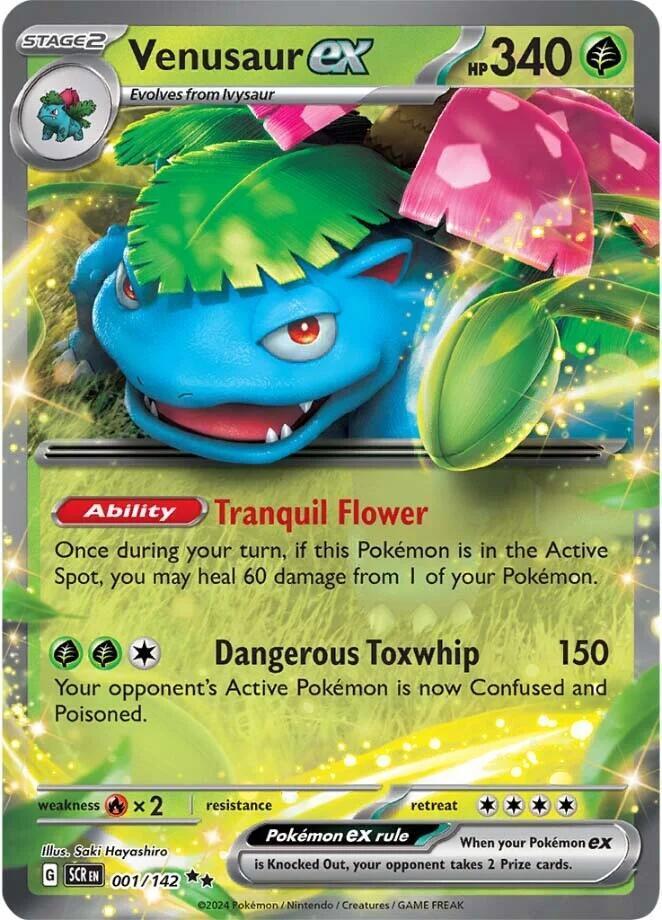 STAGE2
Venusaur ex
HP 340
Evolves from Ivysaur
Ability Tranquil Flower
Once during your turn, if this Pokémon is in the Active
Spot, you may heal 60 damage from 1 of your Pokémon.
Dangerous Toxwhip 150
Your opponent's Active Pokémon is now Confused and
Poisoned.
weakness ×2 resistance retreat
Pokémon ex rule When your Pokémon ex
is Knocked Out, your opponent takes 2 Prize cards.
Illus. Saki Hayashiro
G SCR EN 001/142 ★★
©2024 Pokémon / Nintendo / Creatures / GAME FREAK